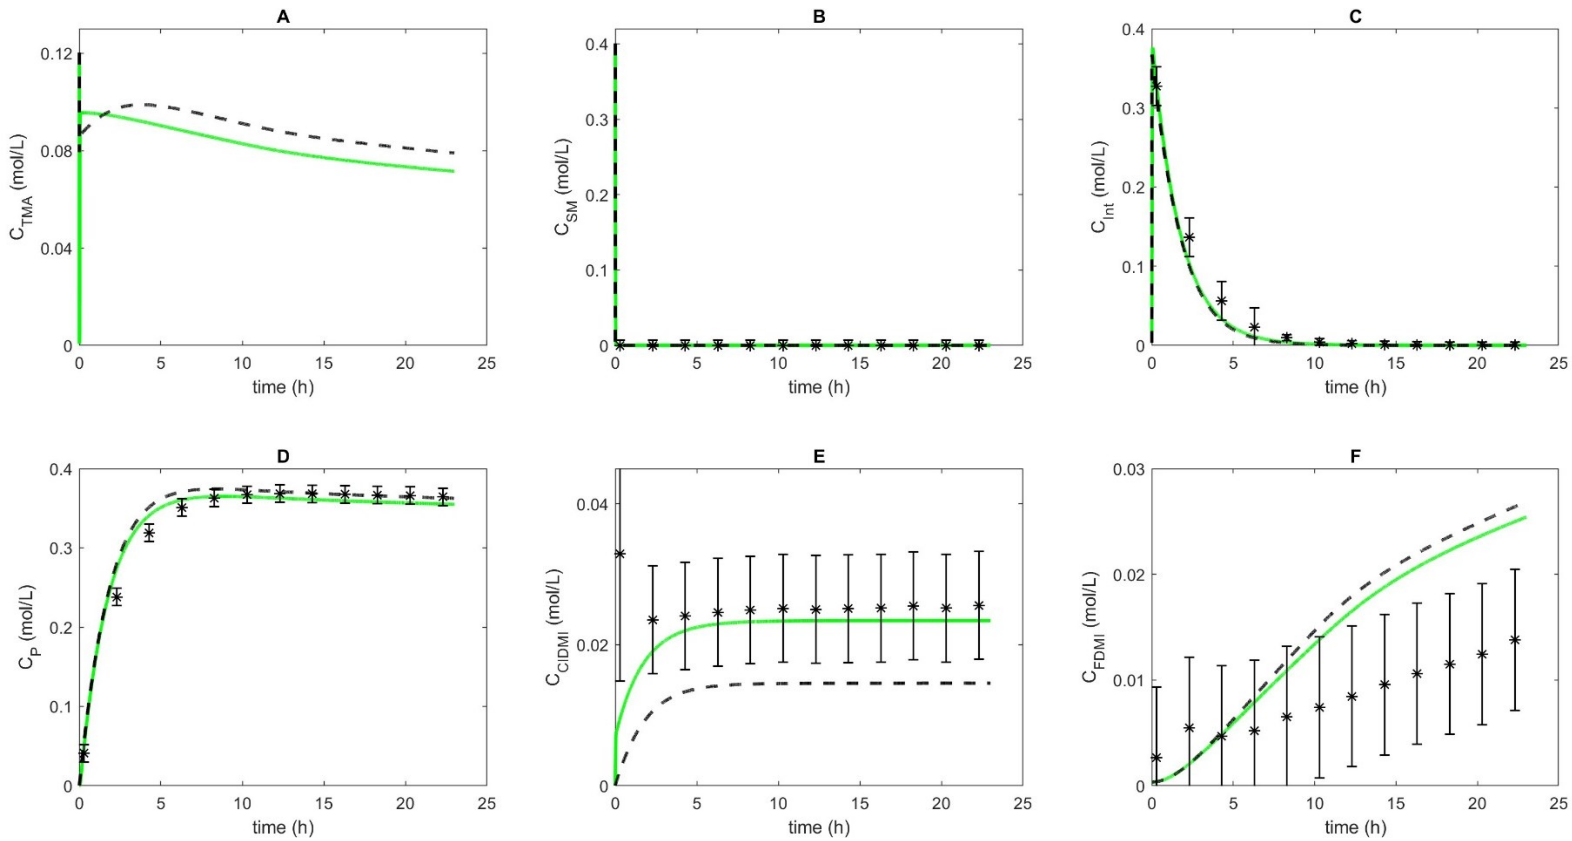 A
0.12
0.08
0.04
0
C_TMA (mol/L)
0 5 10 15 20 25
time (h)
B
0.4
0.3
0.2
0.1
0
C_SM (mol/L)
0 5 10 15 20 25
time (h)
C
0.4
0.3
0.2
0.1
0
C_Int (mol/L)
0 5 10 15 20 25
time (h)
D
0.4
0.3
0.2
0.1
0
C_P (mol/L)
0 5 10 15 20 25
time (h)
E
0.04
0.02
0
C_ClDMI (mol/L)
0 5 10 15 20 25
time (h)
F
0.03
0.02
0.01
0
C_FDMI (mol/L)
0 5 10 15 20 25
time (h)